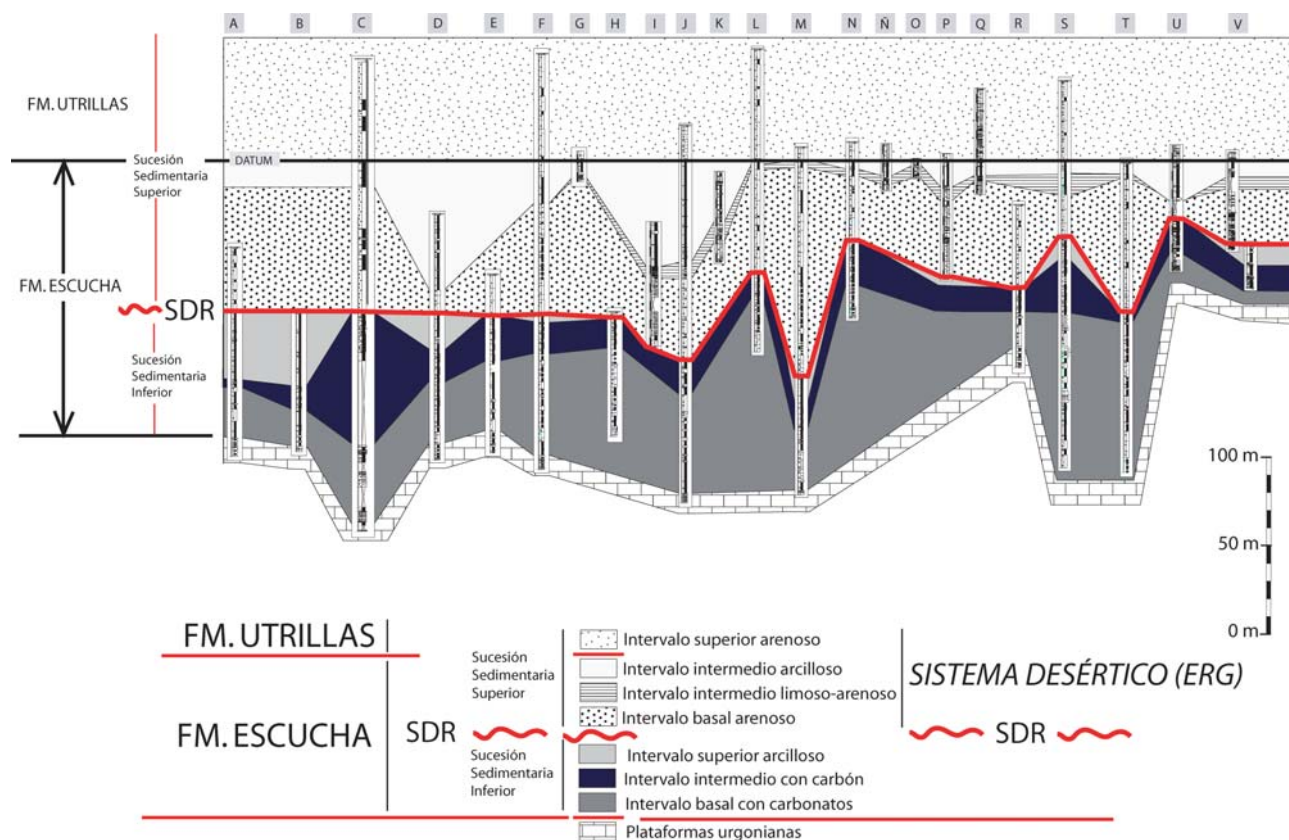 A B C D E F G H I J K L M N Ñ O P Q R S T U V
FM. UTRILLAS
Sucesión
Sedimentaria
Superior
DATUM
FM. ESCUCHA
SDR
Sucesión
Sedimentaria
Inferior
100 m
50 m
0 m
FM. UTRILLAS
FM. ESCUCHA
SDR
Sucesión
Sedimentaria
Superior
Sucesión
Sedimentaria
Inferior
Intervalo superior arenoso
Intervalo intermedio arcilloso
Intervalo intermedio limoso-arenoso
Intervalo basal arenoso
Intervalo superior arcilloso
Intervalo intermedio con carbón
Intervalo basal con carbonatos
Plataformas urgonianas
SISTEMA DESÉRTICO (ERG)
SDR